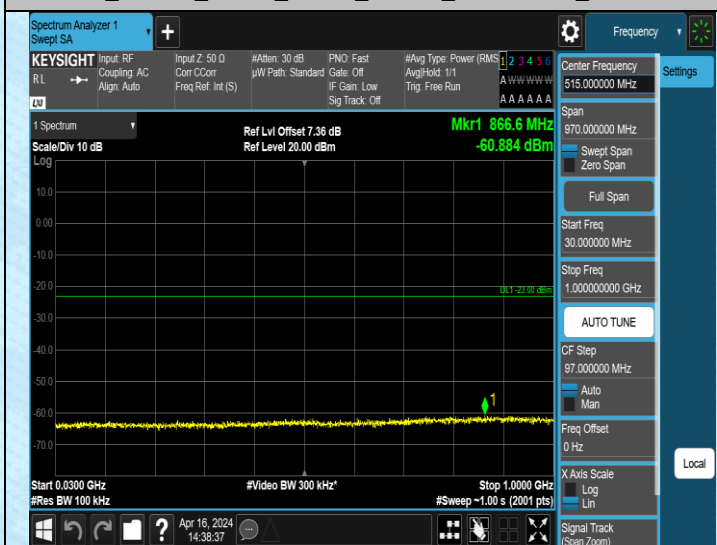 Spectrum Analyzer 1
Swept SA
Frequency
KEYSIGHT
RL
LXI
Input: RF
Coupling: AC
Align: Auto
Input Z: 50 Ω
Corr CCorr
Freq Ref: Int (S)
#Atten: 30 dB
µW Path: Standard
PNO: Fast
Gate: Off
IF Gain: Low
Sig Track: Off
#Avg Type: Power (RMS
Avg|Hold: 1/1
Trig: Free Run
1 2 3 4 5 6
A W W W W W
A A A A A A
1 Spectrum
Scale/Div 10 dB
Ref Lvl Offset 7.36 dB
Ref Level 20.00 dBm
Mkr1 866.6 MHz
-60.884 dBm
Log
10.0
0.00
-10.0
-20.0
DL1 -23.00 dBm
-30.0
-40.0
-50.0
1
-60.0
-70.0
Start 0.0300 GHz
#Video BW 300 kHz*
Stop 1.0000 GHz
#Res BW 100 kHz
#Sweep ~1.00 s (2001 pts)
Apr 16, 2024
14:38:37
Center Frequency
515.000000 MHz
Settings
Span
970.000000 MHz
Swept Span
Zero Span
Full Span
Start Freq
30.000000 MHz
Stop Freq
1.000000000 GHz
AUTO TUNE
CF Step
97.000000 MHz
Auto
Man
Freq Offset
0 Hz
Local
X Axis Scale
Log
Lin
Signal Track
(Span Zoom)